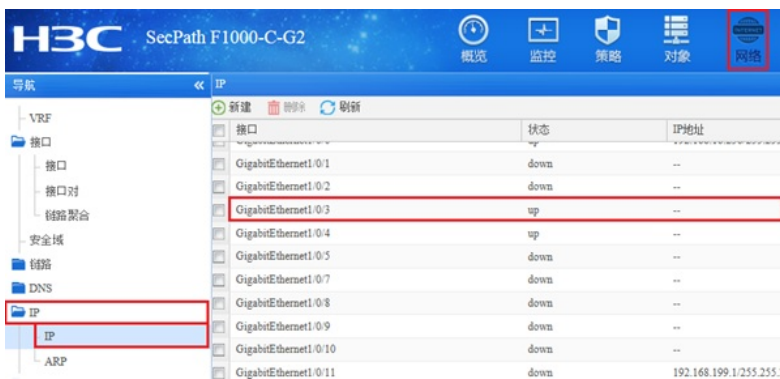 H3C SecPath F1000-C-G2
概览 监控 策略 对象 网络
导航 « IP
新建 删除 刷新
接口 状态 IP地址
GigabitEthernet1/0/1 down --
GigabitEthernet1/0/2 down --
GigabitEthernet1/0/3 up --
GigabitEthernet1/0/4 up --
GigabitEthernet1/0/5 down --
GigabitEthernet1/0/7 down --
GigabitEthernet1/0/8 down --
GigabitEthernet1/0/9 down --
GigabitEthernet1/0/10 down --
GigabitEthernet1/0/11 down 192.168.199.1/255.255.
VRF
接口
接口
接口对
链路聚合
安全域
链路
DNS
IP
IP
ARP